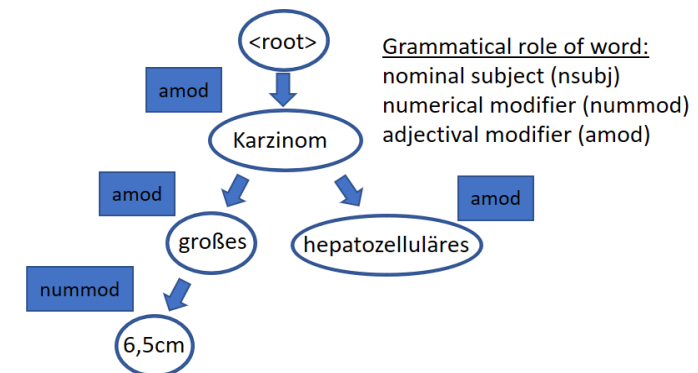 <root>
Grammatical role of word:
nominal subject (nsubj)
numerical modifier (nummod)
adjectival modifier (amod)
amod
Karzinom
amod
amod
großes
hepatozelluläres
nummod
6,5cm